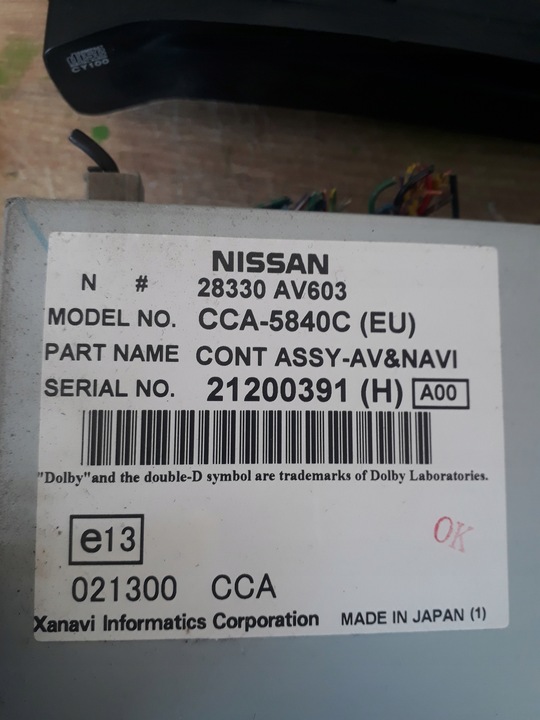 CY100
NISSAN
N # 28330 AV603
MODEL NO. CCA-5840C (EU)
PART NAME CONT ASSY-AV&NAVI
SERIAL NO. 21200391 (H) A00
"Dolby"and the double-D symbol are trademarks of Dolby Laboratories.
e13
OK
021300 CCA
Xanavi Informatics Corporation MADE IN JAPAN (1)